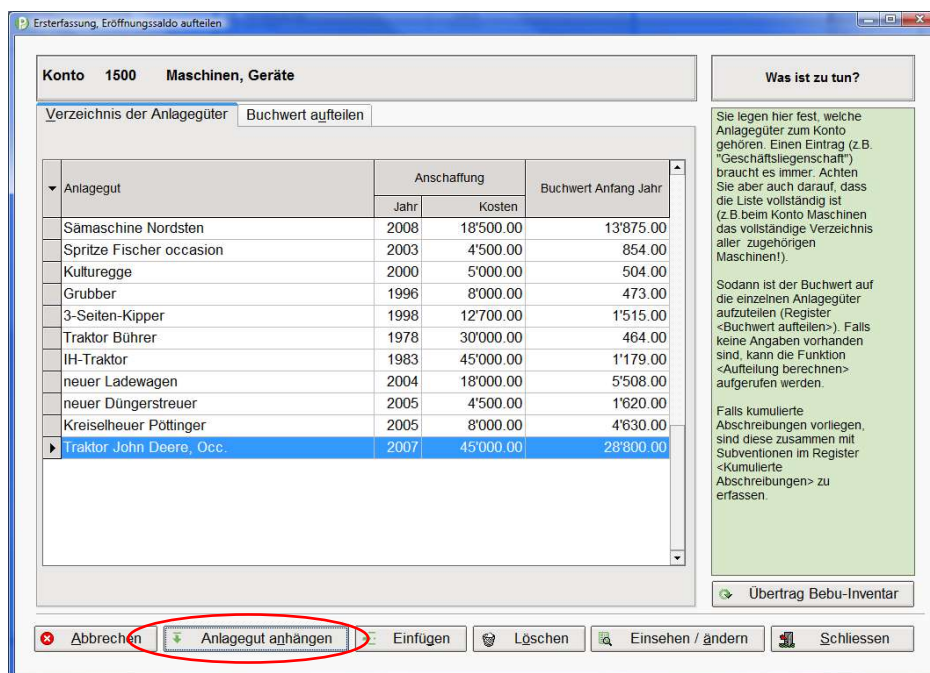 Ersterfassung, Eröffnungssaldo aufteilen
Konto 1500 Maschinen, Geräte
Was ist zu tun?
Verzeichnis der Anlagegüter
Buchwert aufteilen
Anlagegut
Anschaffung
Buchwert Anfang Jahr
Jahr
Kosten
Sämaschine Nordsten 2008 18'500.00 13'875.00
Spritze Fischer occasion 2003 4'500.00 854.00
Kulturegge 2000 5'000.00 504.00
Grubber 1996 8'000.00 473.00
3-Seiten-Kipper 1998 12'700.00 1'515.00
Traktor Bührer 1978 30'000.00 464.00
IH-Traktor 1983 45'000.00 1'179.00
neuer Ladewagen 2004 18'000.00 5'508.00
neuer Düngerstreuer 2005 4'500.00 1'620.00
Kreiselheuer Pöttinger 2005 8'000.00 4'630.00
Traktor John Deere, Occ. 2007 45'000.00 28'800.00
Sie legen hier fest, welche
Anlagegüter zum Konto
gehören. Einen Eintrag (z.B.
"Geschäftsliegenschaft")
braucht es immer. Achten
Sie aber auch darauf, dass
die Liste vollständig ist
(z.B.beim Konto Maschinen
das vollständige Verzeichnis
aller zugehörigen
Maschinen!).
Sodann ist der Buchwert auf
die einzelnen Anlagegüter
aufzuteilen (Register
<Buchwert aufteilen>). Falls
keine Angaben vorhanden
sind, kann die Funktion
<Aufteilung berechnen>
aufgerufen werden.
Falls kumulierte
Abschreibungen vorliegen,
sind diese zusammen mit
Subventionen im Register
<Kumulierte
Abschreibungen> zu
erfassen.
Übertrag Bebu-Inventar
Abbrechen
Anlagegut anhängen
Einfügen
Löschen
Einsehen / ändern
Schliessen